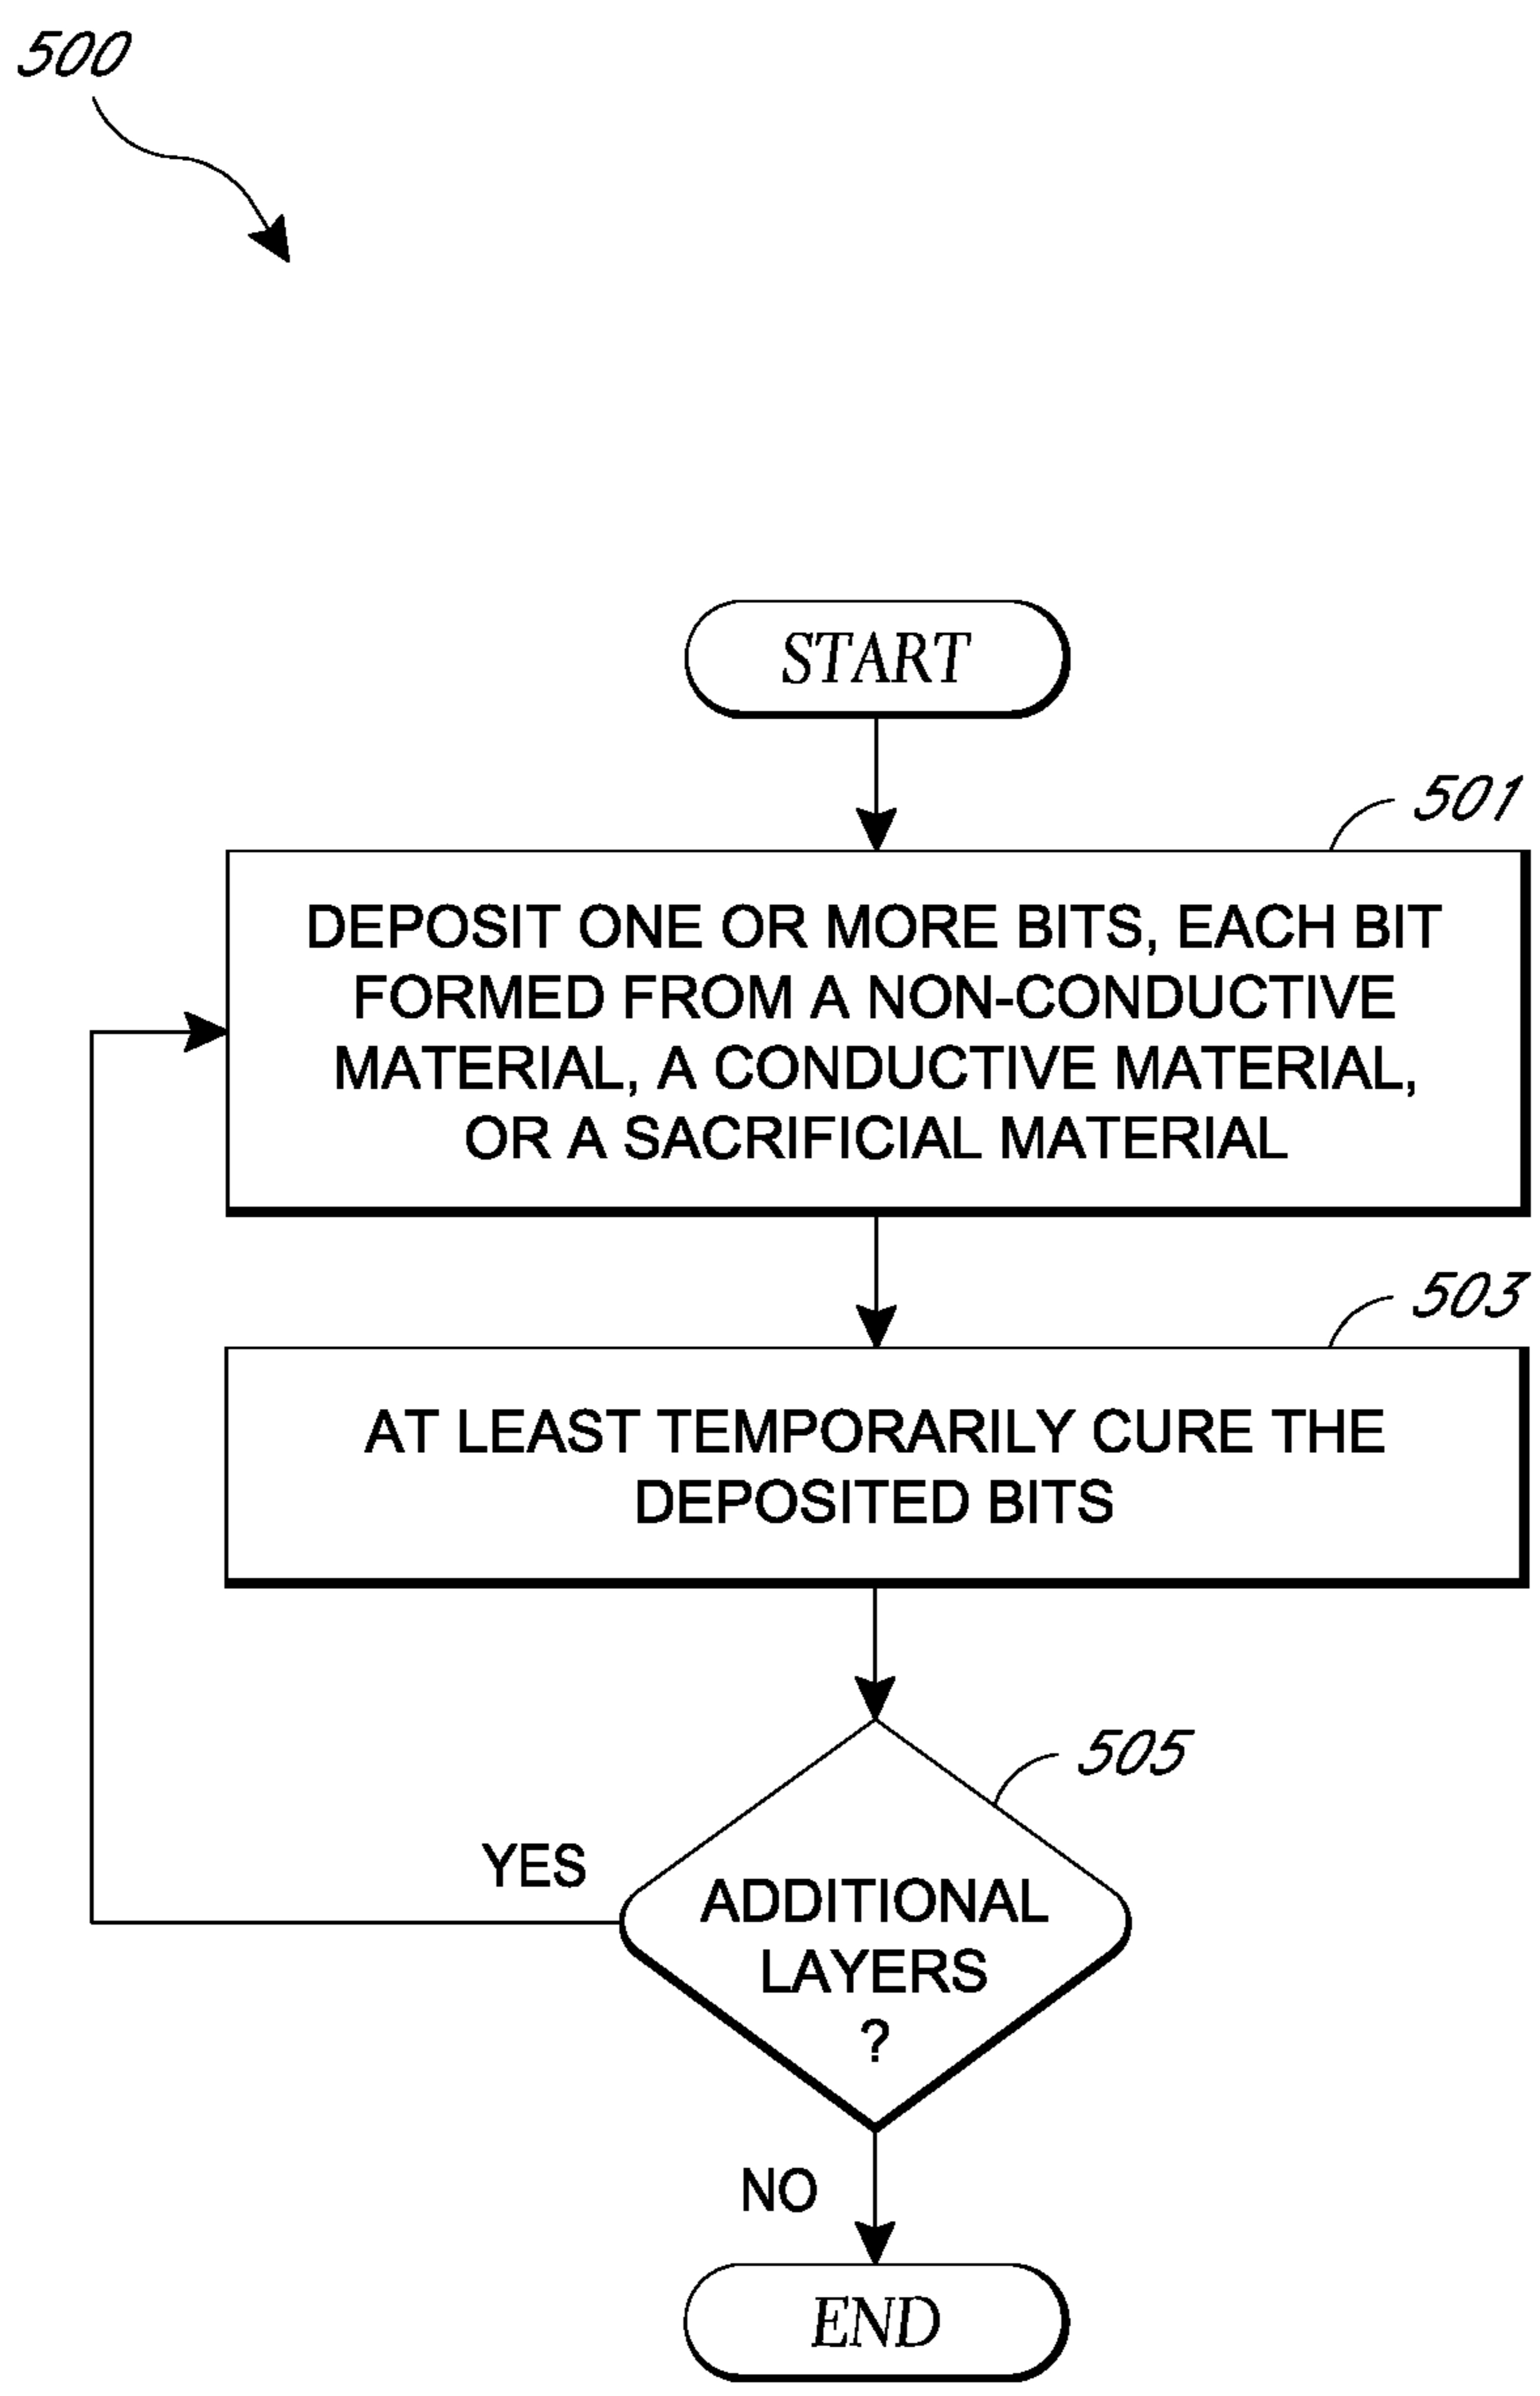 500
START
501
DEPOSIT ONE OR MORE BITS, EACH BIT
FORMED FROM A NON-CONDUCTIVE
MATERIAL, A CONDUCTIVE MATERIAL,
OR A SACRIFICIAL MATERIAL
503
AT LEAST TEMPORARILY CURE THE
DEPOSITED BITS
505
YES
ADDITIONAL
LAYERS
?
NO
END